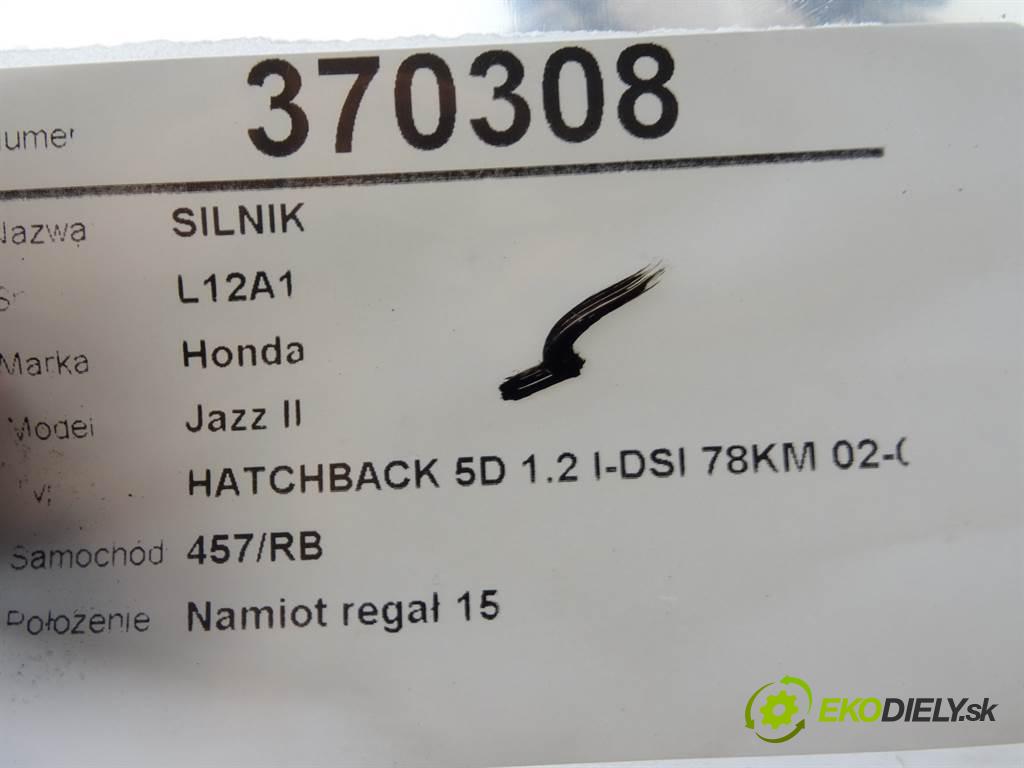 umer 370308
Nazwa SILNIK
L12A1
Marka Honda
Model Jazz II
HATCHBACK 5D 1.2 I-DSI 78KM 02-
Samochód 457/RB
Położenie Namiot regał 15
EKODIELY.sk